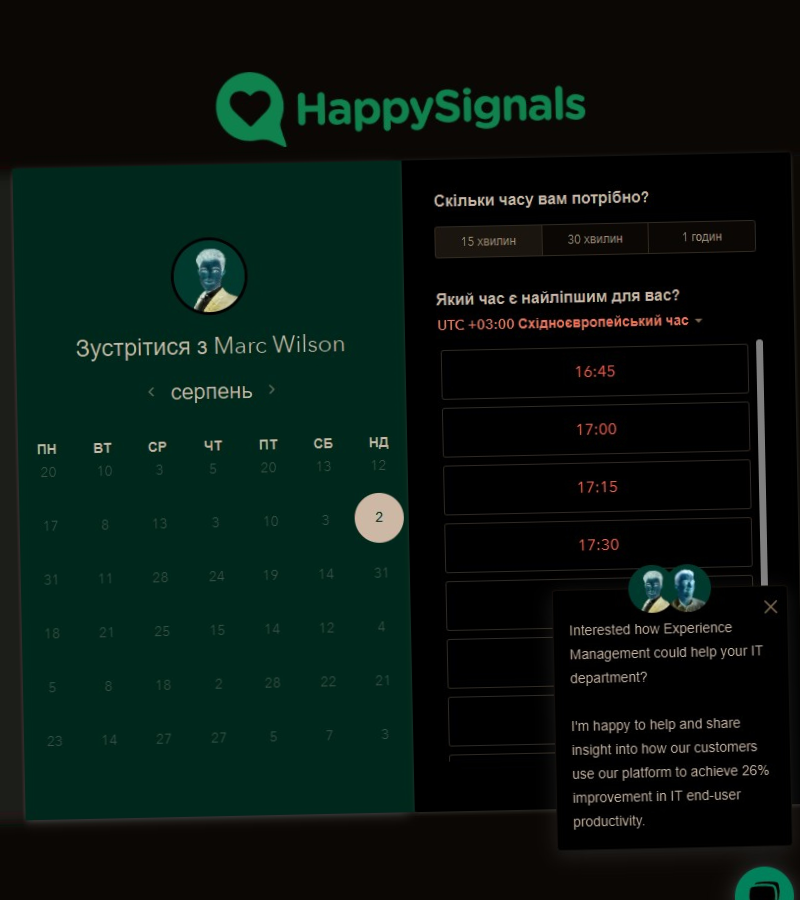 HappySignals
Зустрітися з Marc Wilson
серпень
ПН ВТ СР ЧТ ПТ СБ НД
20 10 3 5 20 13 12
17 8 13 3 10 3 2
31 11 28 24 19 14 31
18 21 25 15 14 12 4
5 8 18 2 28 22 21
23 14 27 27 5 7 3
Скільки часу вам потрібно?
15 хвилин 30 хвилин 1 годин
Який час є найліпшим для вас?
UTC +03:00 Східноєвропейський час
16:45
17:00
17:15
17:30
Interested how Experience
Management could help your IT
department?
I'm happy to help and share
insight into how our customers
use our platform to achieve 26%
improvement in IT end-user
productivity.